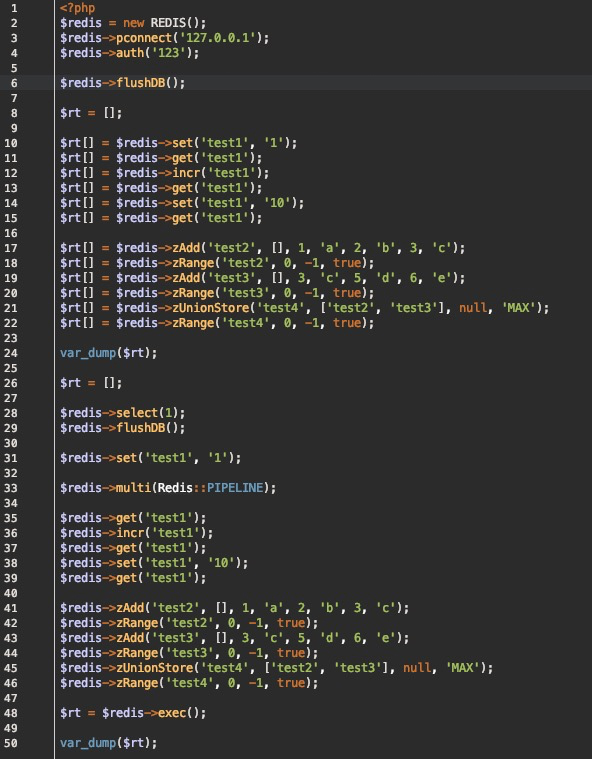 1 <?php
2 $redis = new REDIS();
3 $redis->pconnect('127.0.0.1');
4 $redis->auth('123');
5
6 $redis->flushDB();
7
8 $rt = [];
9
10 $rt[] = $redis->set('test1', '1');
11 $rt[] = $redis->get('test1');
12 $rt[] = $redis->incr('test1');
13 $rt[] = $redis->get('test1');
14 $rt[] = $redis->set('test1', '10');
15 $rt[] = $redis->get('test1');
16
17 $rt[] = $redis->zAdd('test2', [], 1, 'a', 2, 'b', 3, 'c');
18 $rt[] = $redis->zRange('test2', 0, -1, true);
19 $rt[] = $redis->zAdd('test3', [], 3, 'c', 5, 'd', 6, 'e');
20 $rt[] = $redis->zRange('test3', 0, -1, true);
21 $rt[] = $redis->zUnionStore('test4', ['test2', 'test3'], null, 'MAX');
22 $rt[] = $redis->zRange('test4', 0, -1, true);
23
24 var_dump($rt);
25
26 $rt = [];
27
28 $redis->select(1);
29 $redis->flushDB();
30
31 $redis->set('test1', '1');
32
33 $redis->multi(Redis::PIPELINE);
34
35 $redis->get('test1');
36 $redis->incr('test1');
37 $redis->get('test1');
38 $redis->set('test1', '10');
39 $redis->get('test1');
40
41 $redis->zAdd('test2', [], 1, 'a', 2, 'b', 3, 'c');
42 $redis->zRange('test2', 0, -1, true);
43 $redis->zAdd('test3', [], 3, 'c', 5, 'd', 6, 'e');
44 $redis->zRange('test3', 0, -1, true);
45 $redis->zUnionStore('test4', ['test2', 'test3'], null, 'MAX');
46 $redis->zRange('test4', 0, -1, true);
47
48 $rt = $redis->exec();
49
50 var_dump($rt);